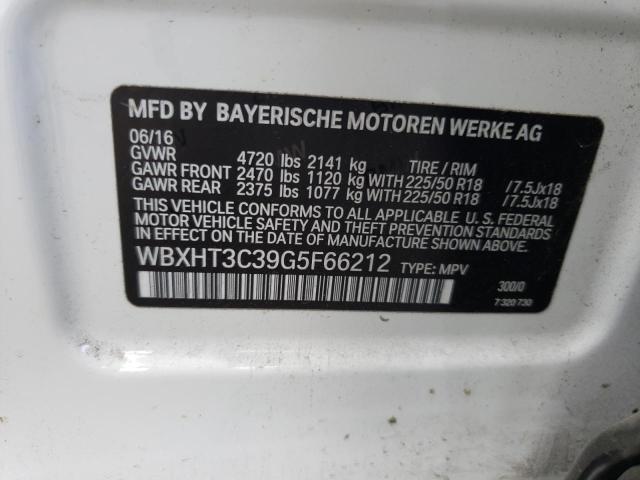 MFD BY BAYERISCHE MOTOREN WERKE AG
06/16
GVWR 4720 lbs 2141 kg TIRE / RIM
GAWR FRONT 2470 lbs 1120 kg WITH 225/50 R18 /7.5Jx18
GAWR REAR 2375 lbs 1077 kg WITH 225/50 R18 /7.5Jx18
THIS VEHICLE CONFORMS TO ALL APPLICABLE U. S. FEDERAL
MOTOR VEHICLE SAFETY AND THEFT PREVENTION STANDARDS
IN EFFECT ON THE DATE OF MANUFACTURE SHOWN ABOVE.
WBXHT3C39G5F66212 TYPE: MPV
300/0
7 320 730